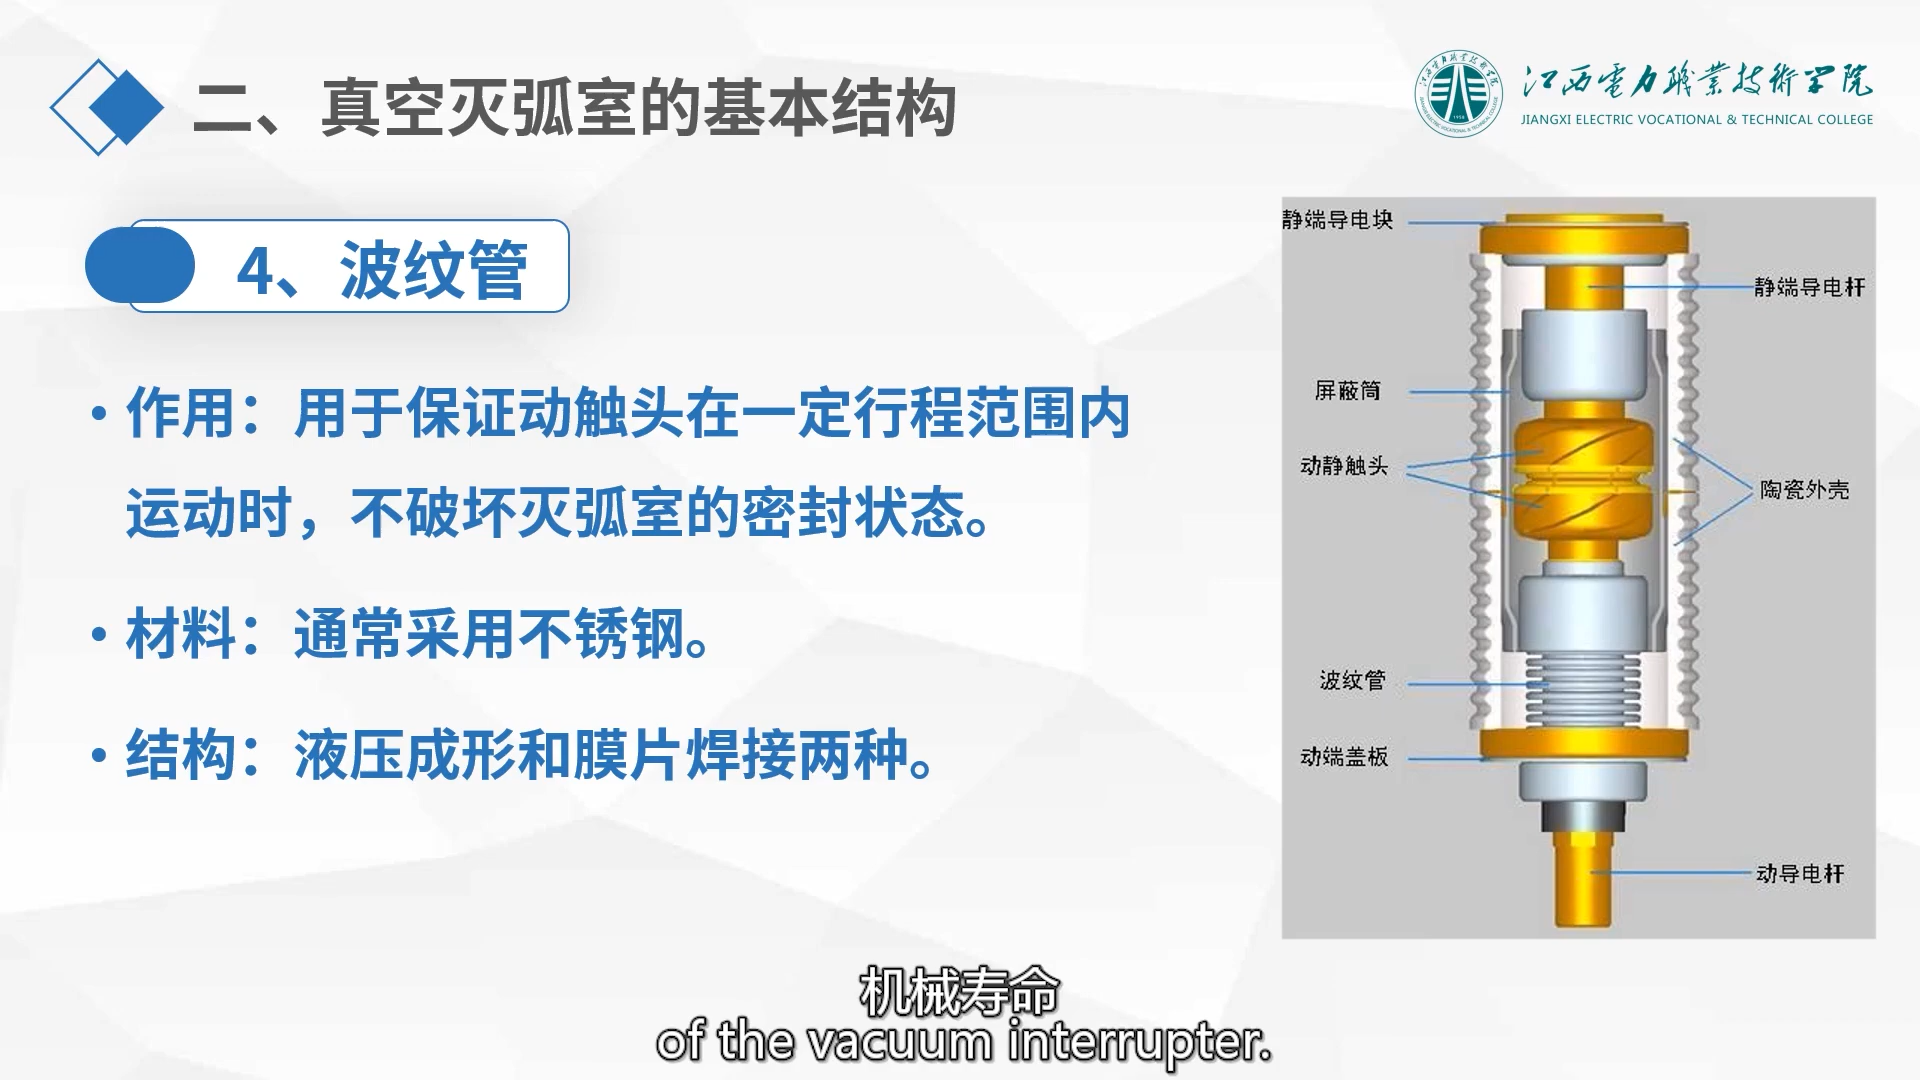 二、真空灭弧室的基本结构
江西電力職業技術学院
JIANGXI ELECTRIC VOCATIONAL & TECHNICAL COLLEGE
4、波纹管
• 作用：用于保证动触头在一定行程范围内
运动时，不破坏灭弧室的密封状态。
• 材料：通常采用不锈钢。
• 结构：液压成形和膜片焊接两种。
静端导电块
静端导电杆
屏蔽筒
动静触头
陶瓷外壳
波纹管
动端盖板
动导电杆
机械寿命
of the vacuum interrupter.